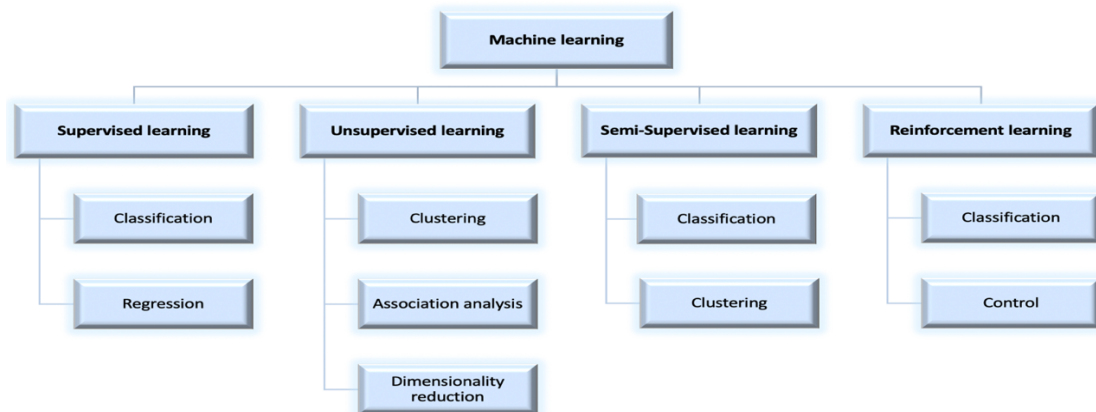 Machine learning
Supervised learning
Unsupervised learning
Semi-Supervised learning
Reinforcement learning
Classification
Clustering
Classification
Classification
Regression
Association analysis
Clustering
Control
Dimensionality
reduction